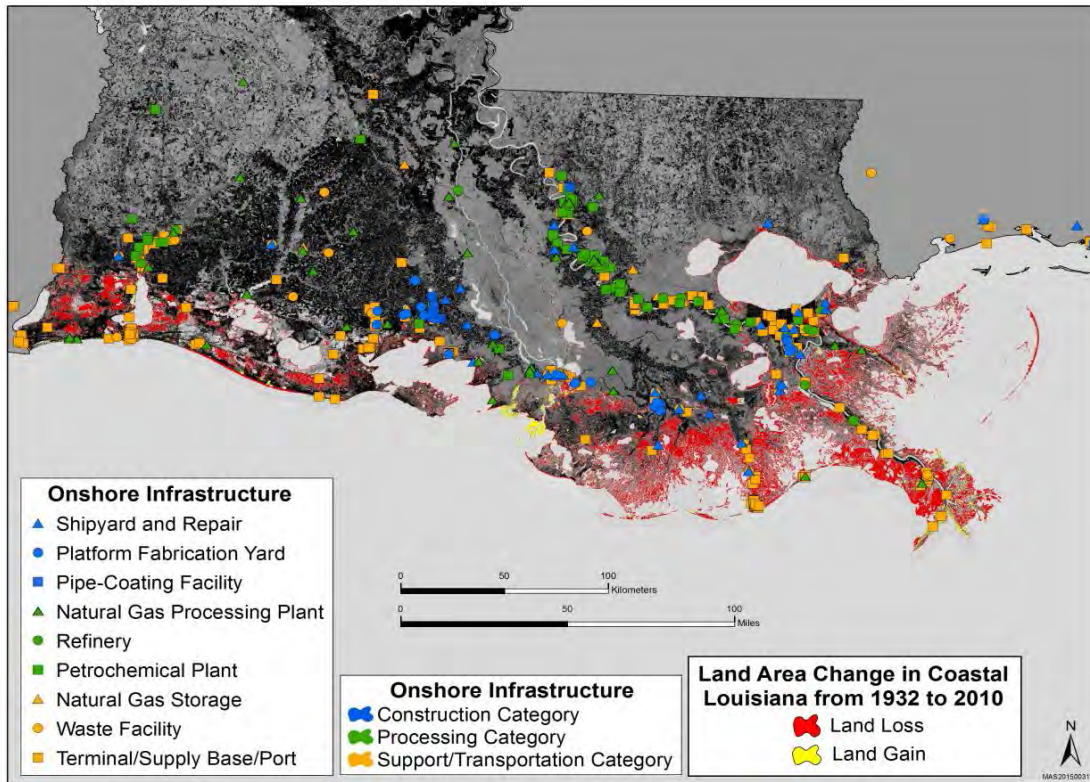 Onshore Infrastructure
Shipyard and Repair
Platform Fabrication Yard
Pipe-Coating Facility
Natural Gas Processing Plant
Refinery
Petrochemical Plant
Natural Gas Storage
Waste Facility
Terminal/Supply Base/Port
0 50 100
Kilometers
0 50 100
Miles
Onshore Infrastructure
Construction Category
Processing Category
Support/Transportation Category
Land Area Change in Coastal
Louisiana from 1932 to 2010
Land Loss
Land Gain
N